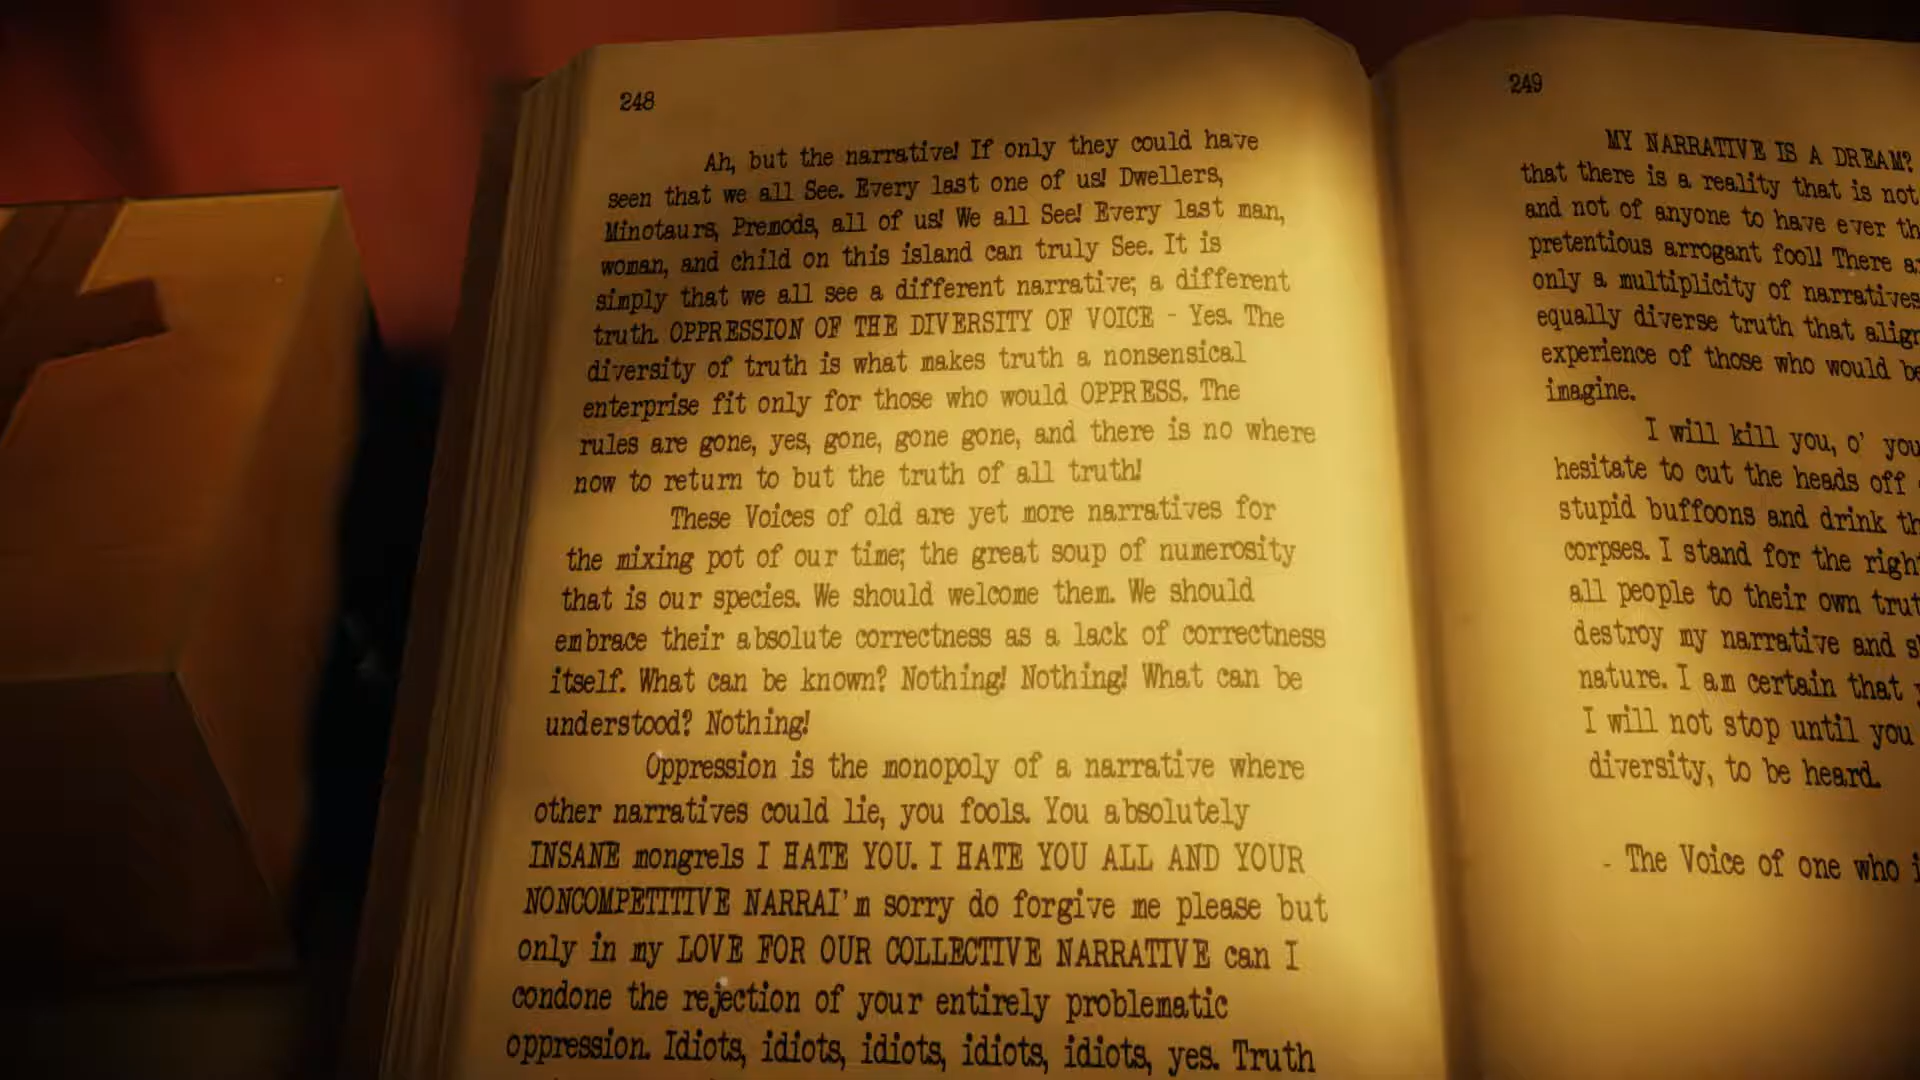 248
Ah, but the narrative! If only they could have
seen that we all See. Every last one of us! Dwellers,
Minotaurs, Premods, all of us! We all See! Every last man,
woman, and child on this island can truly See. It is
simply that we all see a different narrative; a different
truth. OPPRESSION OF THE DIVERSITY OF VOICE - Yes. The
diversity of truth is what makes truth a nonsensical
enterprise fit only for those who would OPPRESS. The
rules are gone, yes, gone, gone gone, and there is no where
now to return to but the truth of all truth!
These Voices of old are yet more narratives for
the mixing pot of our time; the great soup of numerosity
that is our species. We should welcome them. We should
embrace their absolute correctness as a lack of correctness
itself. What can be known? Nothing! Nothing! What can be
understood? Nothing!
Oppression is the monopoly of a narrative where
other narratives could lie, you fools. You absolutely
INSANE mongrels I HATE YOU. I HATE YOU ALL AND YOUR
NONCOMPETITIVE NARRAI'm sorry do forgive me please but
only in my LOVE FOR OUR COLLECTIVE NARRATIVE can I
condone the rejection of your entirely problematic
oppression. Idiots, idiots, idiots, idiots, idiots, yes. Truth
249
MY NARRATIVE IS A DREAM?
that there is a reality that is not
and not of anyone to have ever
pretentious arrogant fool! There
only a multiplicity of narratives
equally diverse truth that
experience of those who would
imagine.
I will kill you, o'
hesitate to cut the heads off
stupid buffoons and drink
corpses. I stand for the
all people to their own
destroy my narrative and
nature. I am certain that
I will not stop until you
diversity, to be heard.
- The Voice of one who